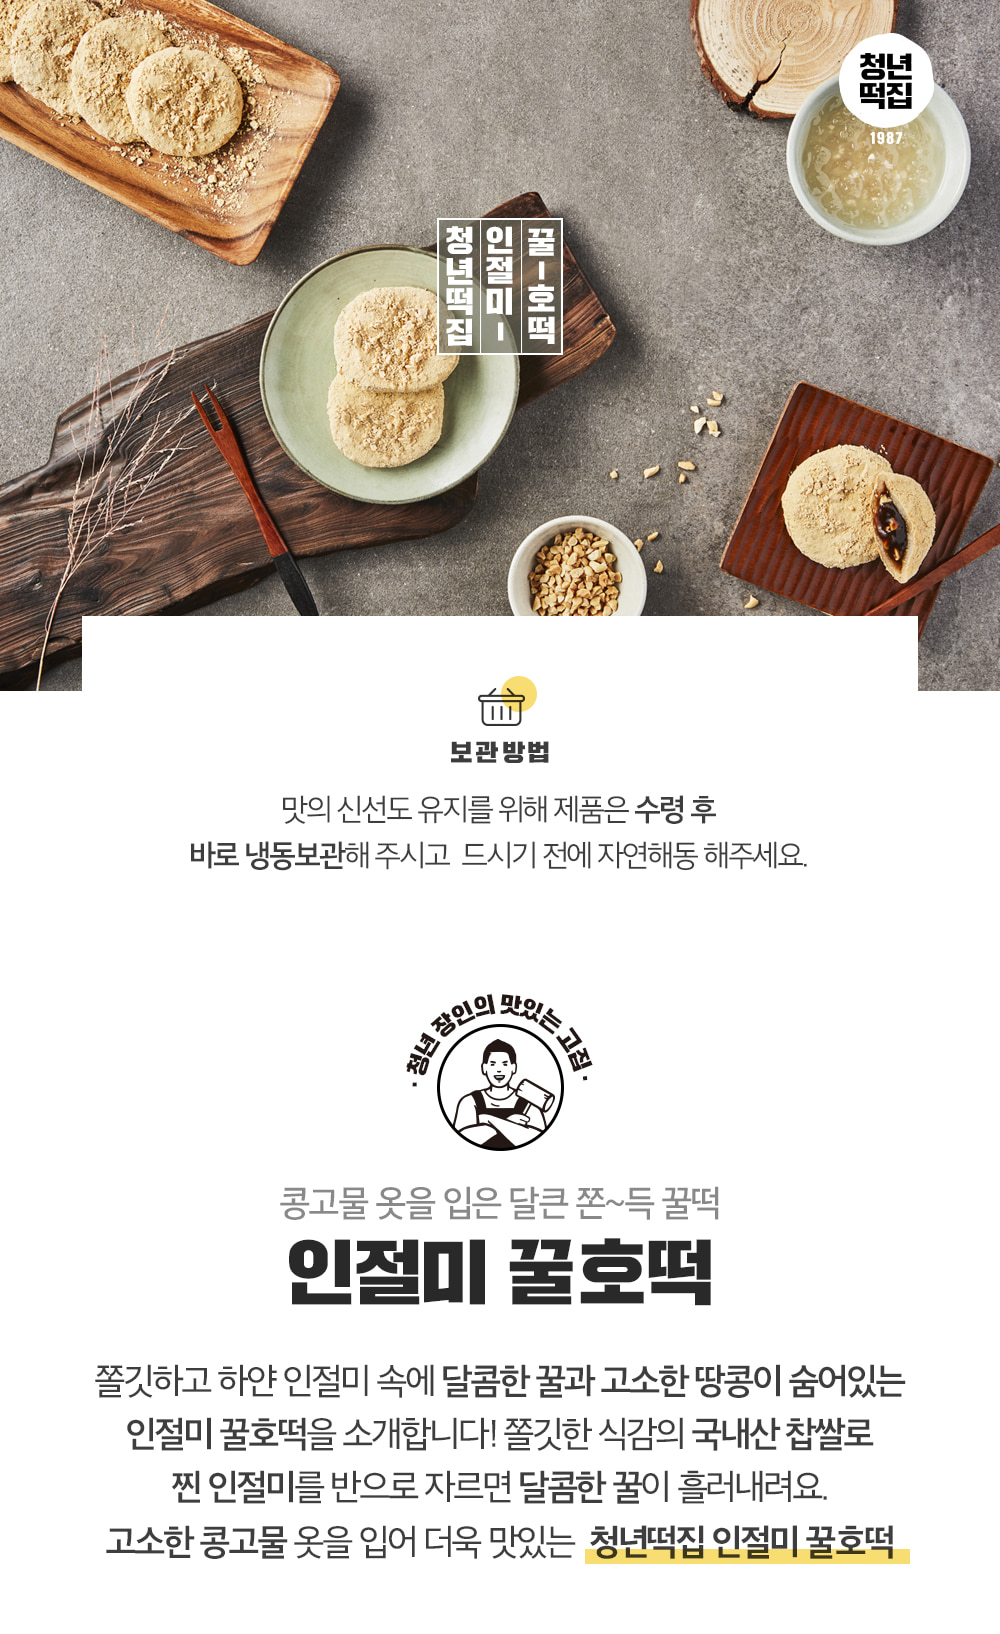 청년
떡집
1987
청년떡집
인절미-
꿀-호떡
보관방법
맛의 신선도 유지를 위해 제품은 수령 후
바로 냉동보관해 주시고 드시기 전에 자연해동 해주세요.
· 청년 장인의 맛있는 고집 ·
콩고물 옷을 입은 달큰 쫀~득 꿀떡
인절미 꿀호떡
쫄깃하고 하얀 인절미 속에 달콤한 꿀과 고소한 땅콩이 숨어있는
인절미 꿀호떡을 소개합니다! 쫄깃한 식감의 국내산 찹쌀로
찐 인절미를 반으로 자르면 달콤한 꿀이 흘러내려요.
고소한 콩고물 옷을 입어 더욱 맛있는 청년떡집 인절미 꿀호떡